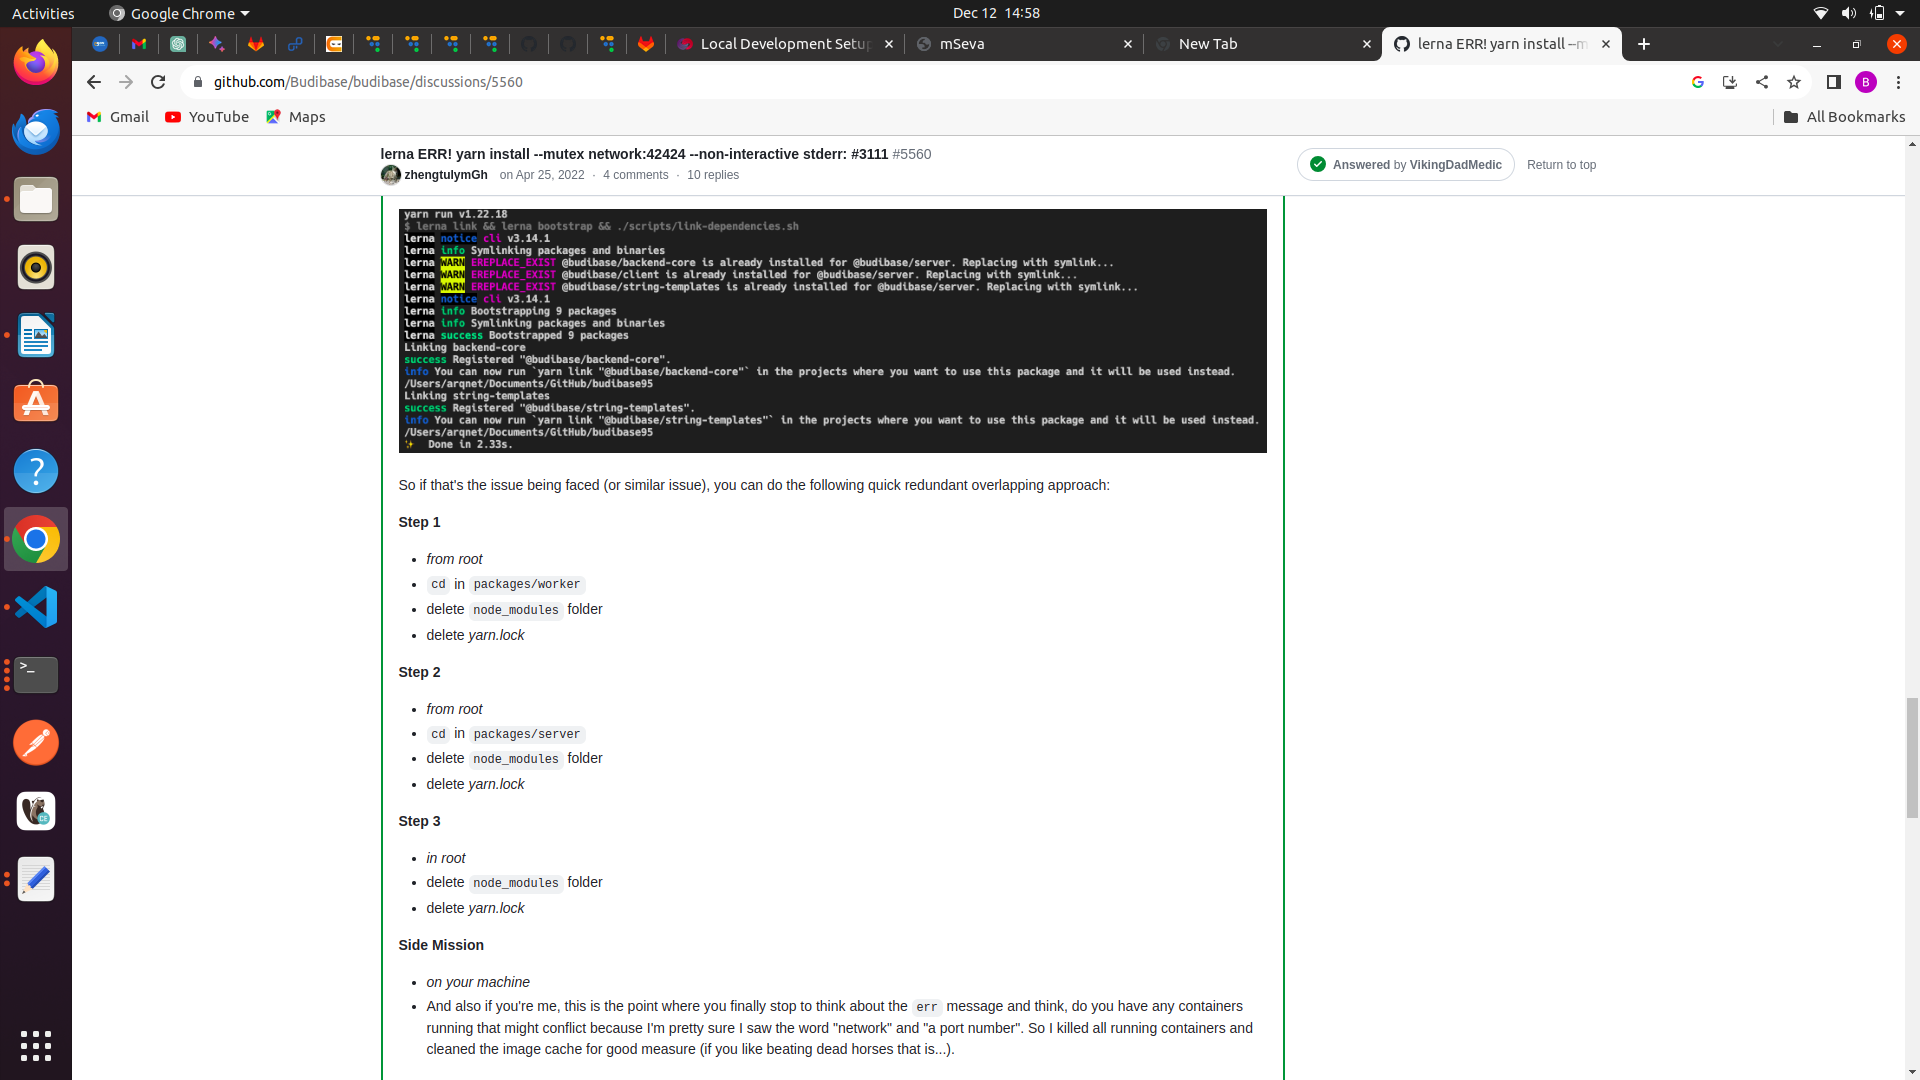 Activities
Google Chrome
Dec 12 14:58
Local Development Setup
mSeva
New Tab
lerna ERR! yarn install --m
github.com/Budibase/budibase/discussions/5560
B
Gmail
YouTube
Maps
All Bookmarks
lerna ERR! yarn install --mutex network:42424 --non-interactive stderr: #3111 #5560
zhengtulymGh on Apr 25, 2022 · 4 comments · 10 replies
Answered by VikingDadMedic
Return to top
yarn run v1.22.18
$ lerna link && lerna bootstrap && ./scripts/link-dependencies.sh
lerna notice cli v3.14.1
lerna info Symlinking packages and binaries
lerna WARN EREPLACE_EXIST @budibase/backend-core is already installed for @budibase/server. Replacing with symlink...
lerna WARN EREPLACE_EXIST @budibase/client is already installed for @budibase/server. Replacing with symlink...
lerna WARN EREPLACE_EXIST @budibase/string-templates is already installed for @budibase/server. Replacing with symlink...
lerna notice cli v3.14.1
lerna info Bootstrapping 9 packages
lerna info Symlinking packages and binaries
lerna success Bootstrapped 9 packages
Linking backend-core
success Registered "@budibase/backend-core".
info You can now run `yarn link "@budibase/backend-core"` in the projects where you want to use this package and it will be used instead.
/Users/arqnet/Documents/GitHub/budibase95
Linking string-templates
success Registered "@budibase/string-templates".
info You can now run `yarn link "@budibase/string-templates"` in the projects where you want to use this package and it will be used instead.
/Users/arqnet/Documents/GitHub/budibase95
✨ Done in 2.33s.
So if that's the issue being faced (or similar issue), you can do the following quick redundant overlapping approach:
Step 1
• from root
• cd in packages/worker
• delete node_modules folder
• delete yarn.lock
Step 2
• from root
• cd in packages/server
• delete node_modules folder
• delete yarn.lock
Step 3
• in root
• delete node_modules folder
• delete yarn.lock
Side Mission
• on your machine
• And also if you're me, this is the point where you finally stop to think about the err message and think, do you have any containers
running that might conflict because I'm pretty sure I saw the word "network" and "a port number". So I killed all running containers and
cleaned the image cache for good measure (if you like beating dead horses that is...).